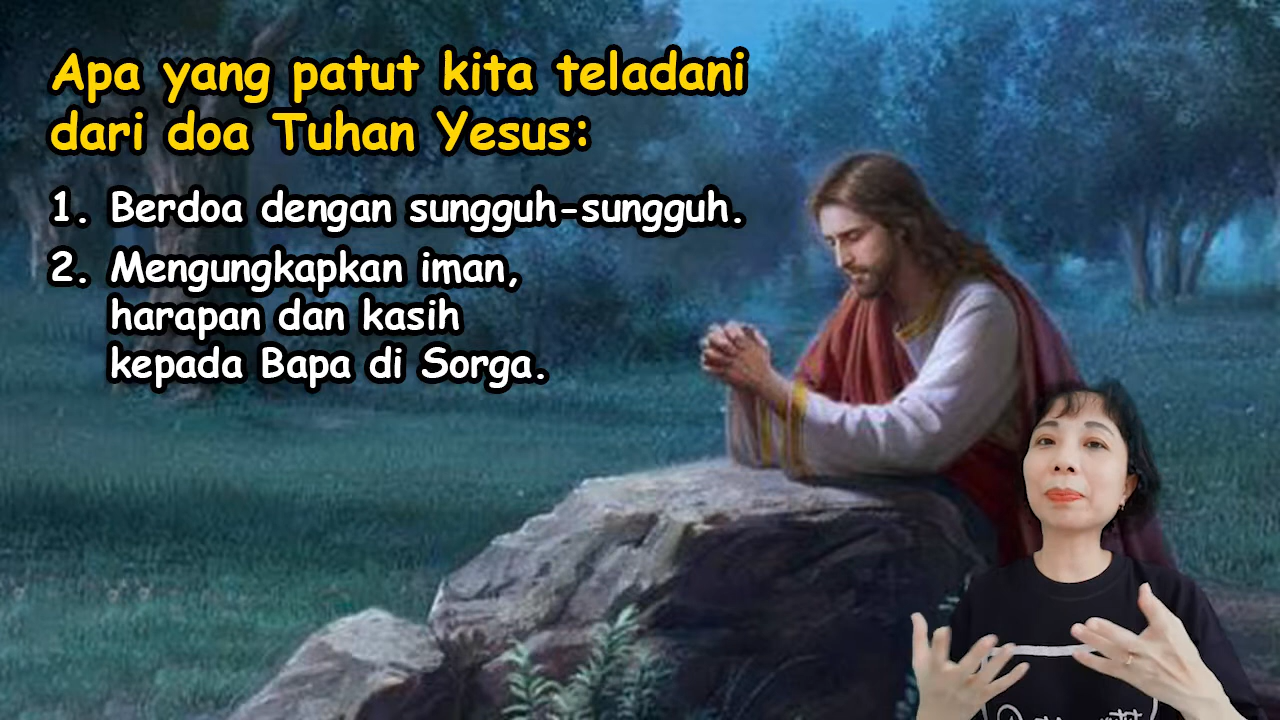 Apa yang patut kita teladani
dari doa Tuhan Yesus:
1. Berdoa dengan sungguh-sungguh.
2. Mengungkapkan iman,
harapan dan kasih
kepada Bapa di Sorga.